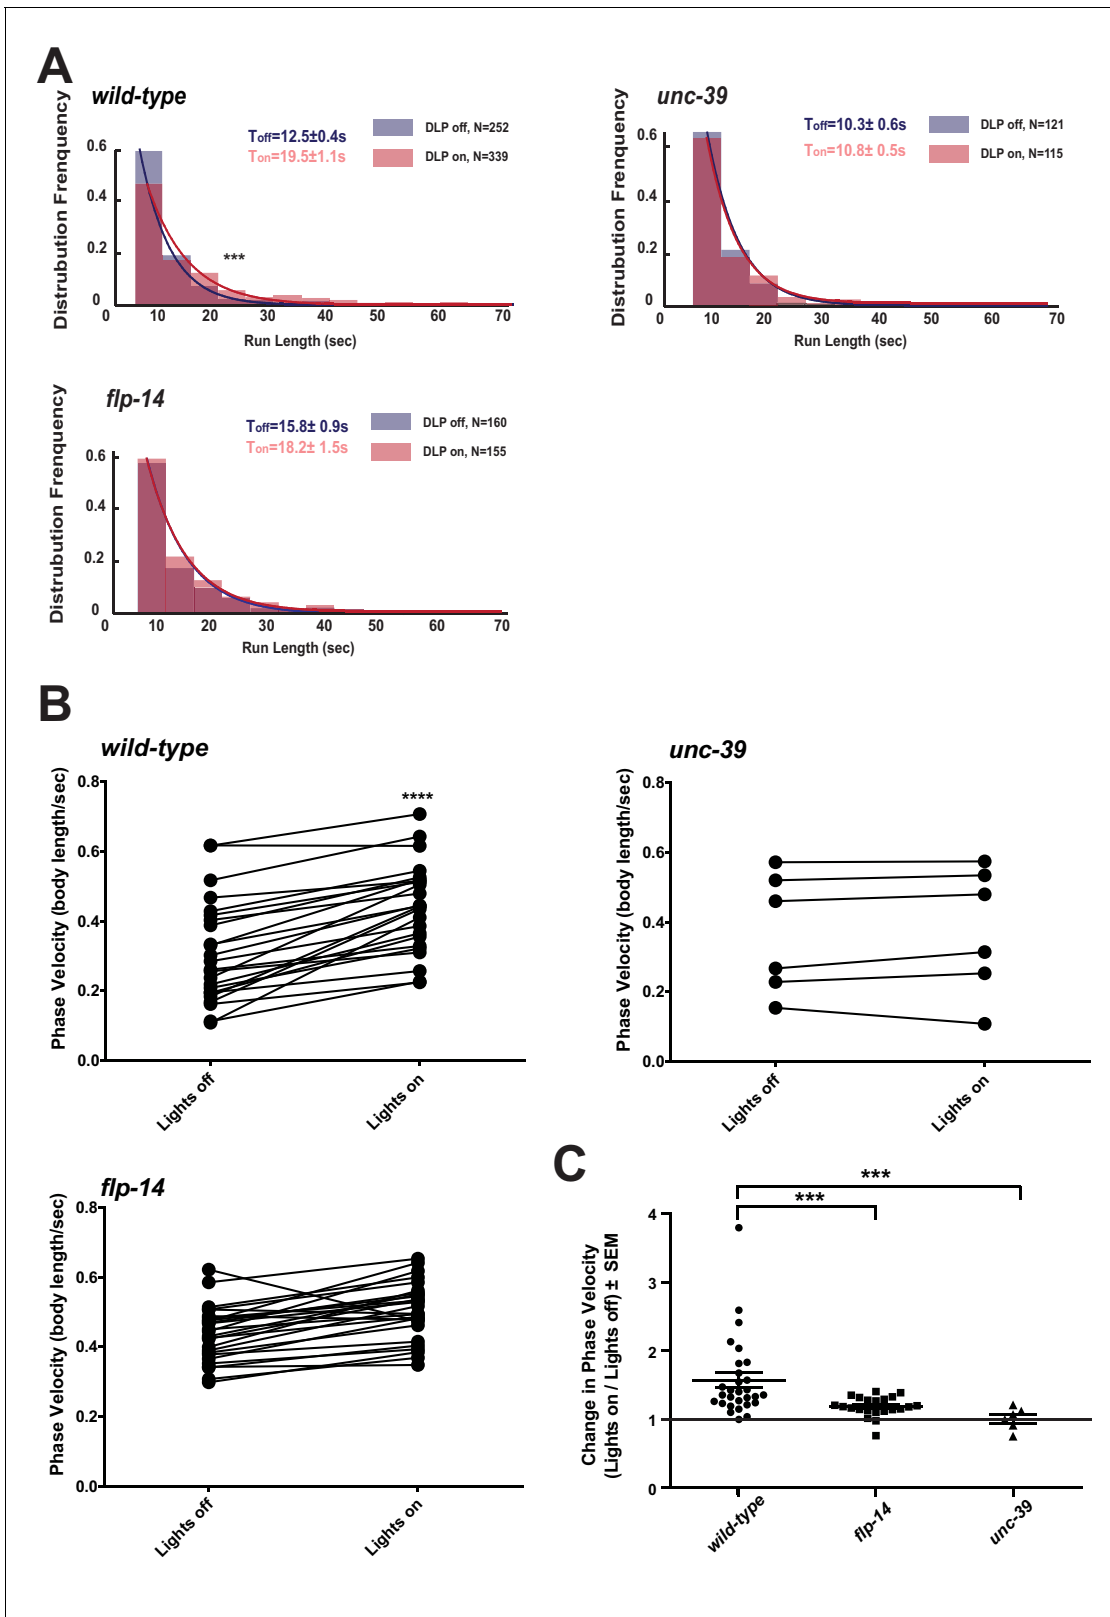 A
wild-type
Distrubution Frenquency
Toff=12.5±0.4s
Ton=19.5±1.1s
DLP off, N=252
DLP on, N=339
0.6
0.4
0.2
0
0 10 20 30 40 50 60 70
***
Run Length (sec)
unc-39
Distrubution Frenquency
Toff=10.3± 0.6s
Ton=10.8± 0.5s
DLP off, N=121
DLP on, N=115
0.6
0.4
0.2
0
0 10 20 30 40 50 60 70
Run Length (sec)
flp-14
Distrubution Frenquency
Toff=15.8± 0.9s
Ton=18.2± 1.5s
DLP off, N=160
DLP on, N=155
0.6
0.4
0.2
0
0 10 20 30 40 50 60 70
Run Length (sec)
B
wild-type
Phase Velocity (body length/sec)
0.8
0.6
0.4
0.2
0.0
****
Lights off
Lights on
unc-39
Phase Velocity (body length/sec)
0.8
0.6
0.4
0.2
0.0
Lights off
Lights on
flp-14
Phase Velocity (body length/sec)
0.8
0.6
0.4
0.2
0.0
Lights off
Lights on
C
Change in Phase Velocity
(Lights on / Lights off) ± SEM
4
3
2
1
0
***
***
wild-type
flp-14
unc-39